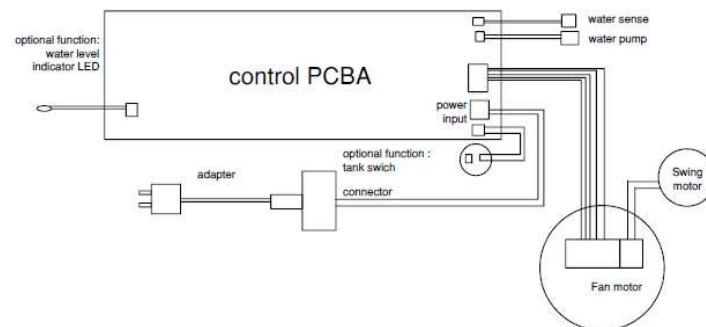 optional function:
water level
indicator LED
control PCBA
water sense
water pump
power
input
optional function :
tank swich
adapter
connector
Swing
motor
Fan motor